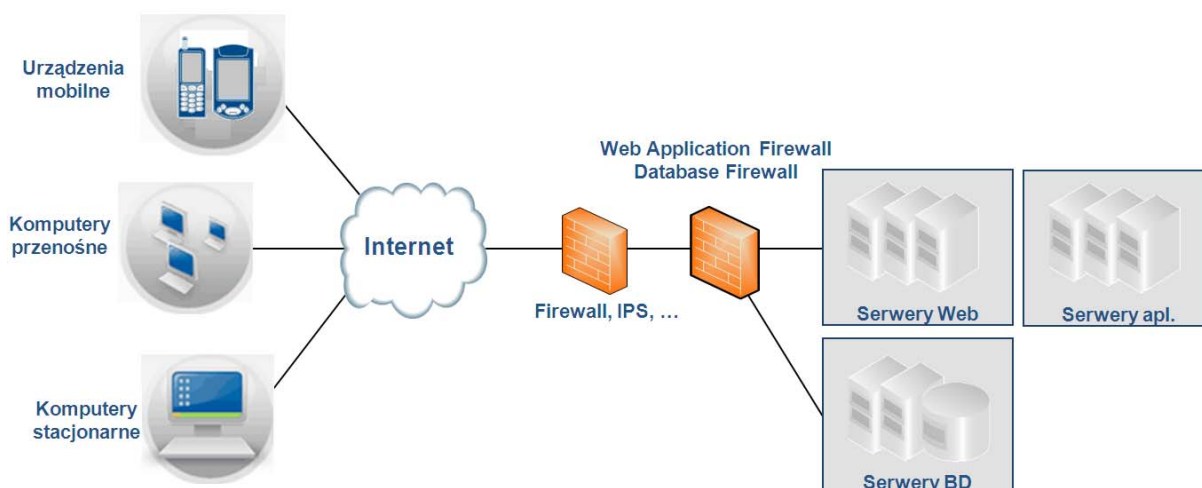 Urządzenia
mobilne
Komputery
przenośne
Komputery
stacjonarne
Internet
Firewall, IPS, ...
Web Application Firewall
Database Firewall
Serwery Web
Serwery apl.
Serwery BD